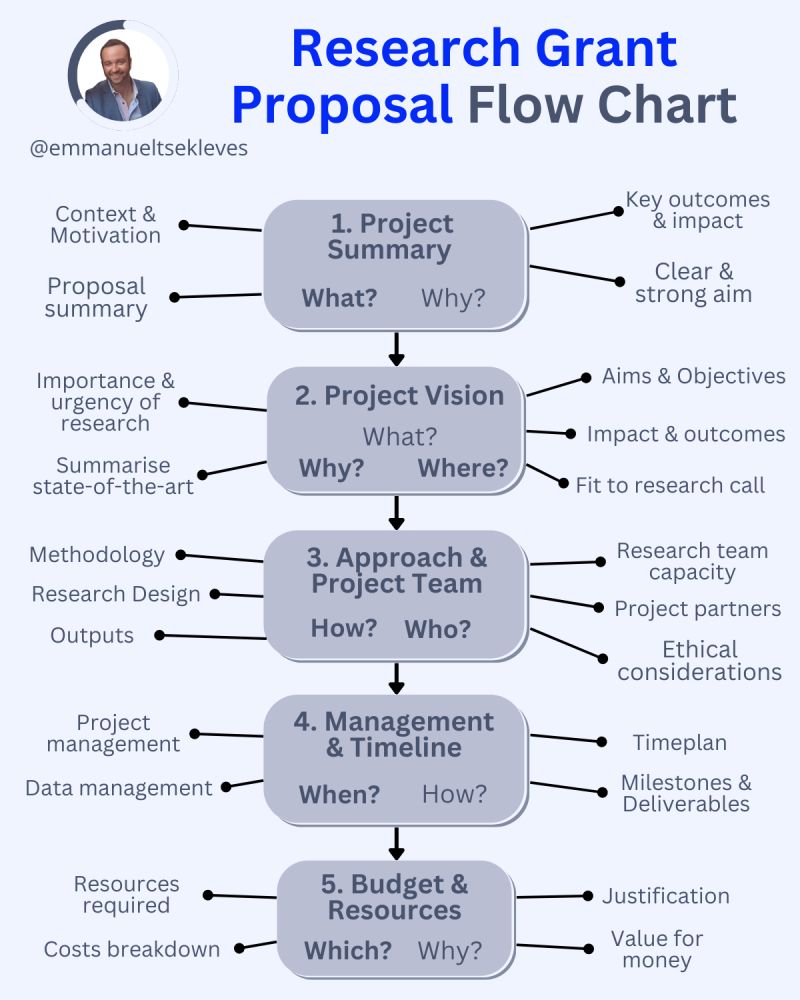 Research Grant
Proposal Flow Chart
@emmanueltsekleves
Context &
Motivation
Proposal
summary
1. Project
Summary
What? Why?
Key outcomes
& impact
Clear &
strong aim
Importance &
urgency of
research
Summarise
state-of-the-art
2. Project Vision
What?
Why? Where?
Aims & Objectives
Impact & outcomes
Fit to research call
Methodology
Research Design
Outputs
3. Approach &
Project Team
How? Who?
Research team
capacity
Project partners
Ethical
considerations
Project
management
Data management
4. Management
& Timeline
When? How?
Timeplan
Milestones &
Deliverables
Resources
required
Costs breakdown
5. Budget &
Resources
Which? Why?
Justification
Value for
money